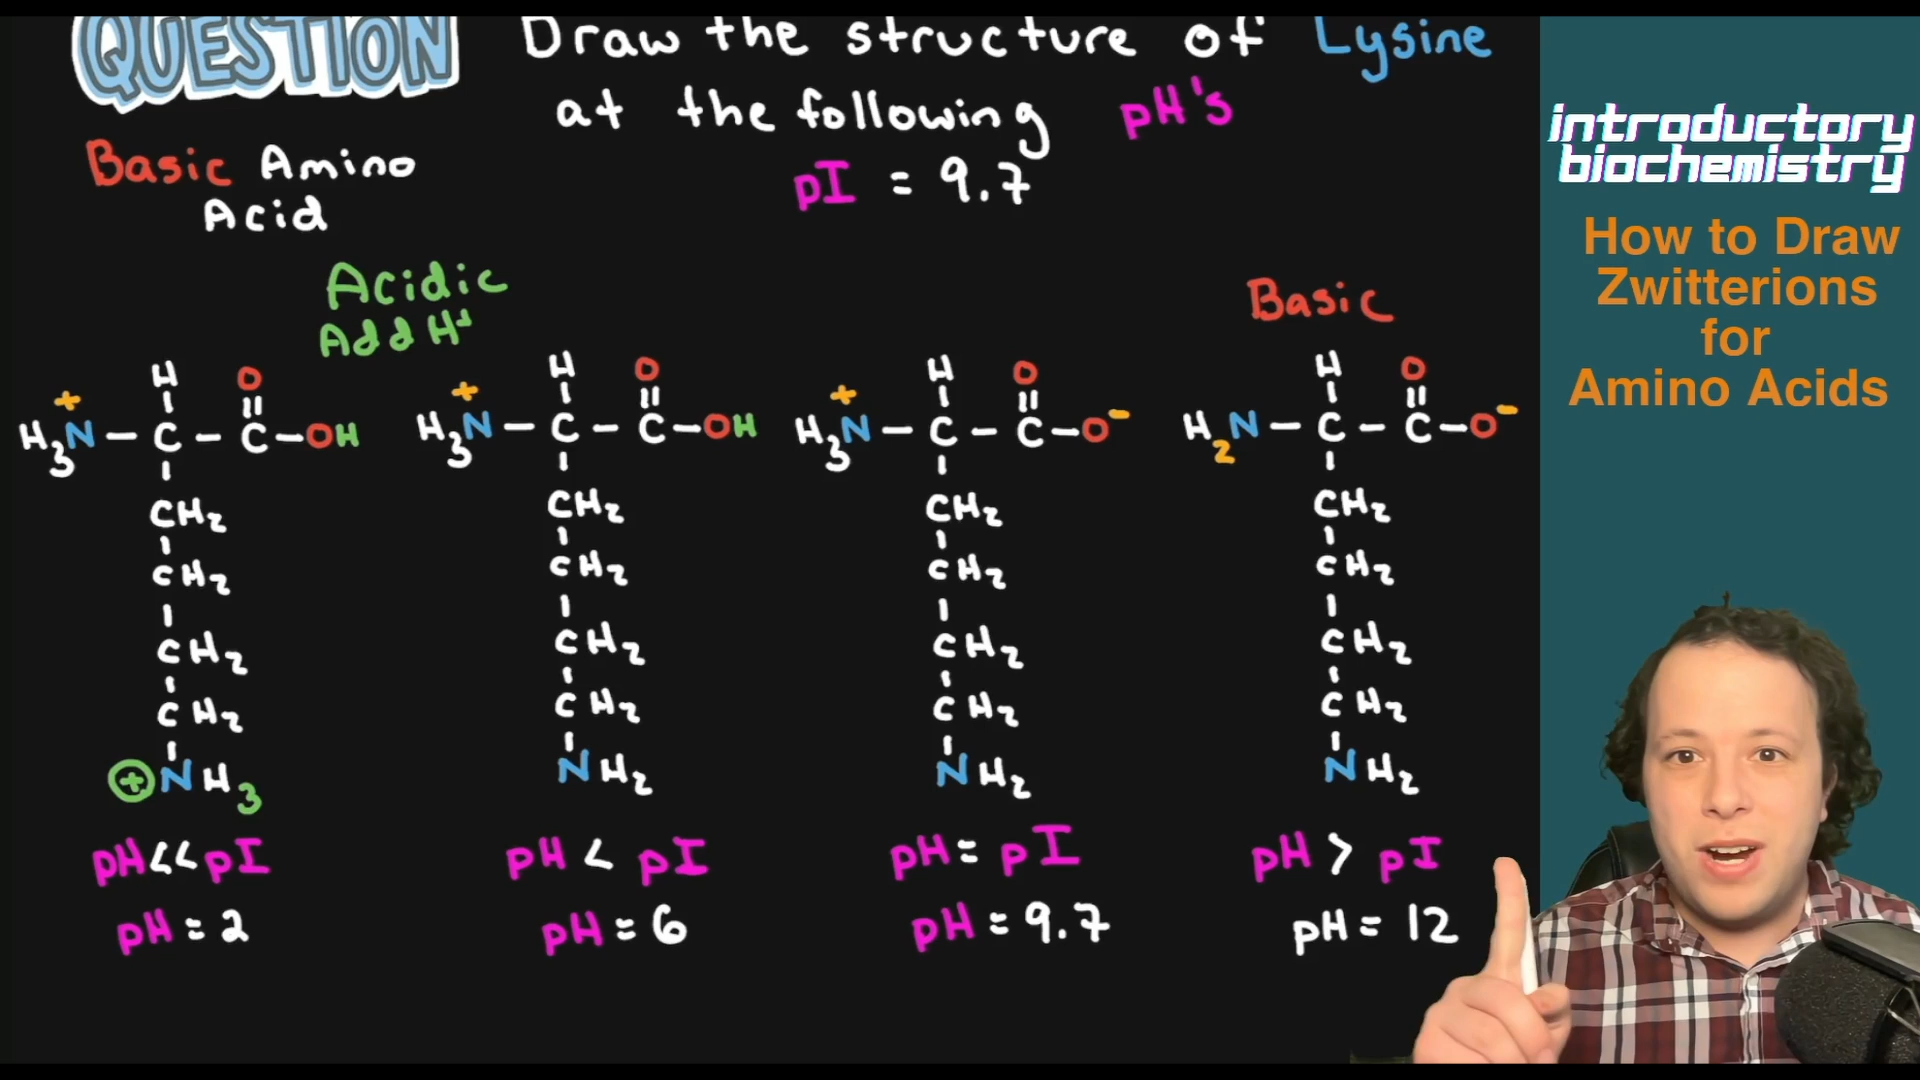 QUESTION
Draw the structure of Lysine
at the following pH's
pI = 9.7
Basic Amino
Acid
Acidic
Add H+
Basic
H O
H3N+ – C – C – OH
CH2
CH2
CH2
CH2
+NH3
pH << pI
pH = 2
H O
H3N+ – C – C – OH
CH2
CH2
CH2
CH2
NH2
pH < pI
pH = 6
H O
H3N+ – C – C – O-
CH2
CH2
CH2
CH2
NH2
pH = pI
pH = 9.7
H O
H2N – C – C – O-
CH2
CH2
CH2
CH2
NH2
pH > pI
pH = 12
introductory
biochemistry
How to Draw
Zwitterions
for
Amino Acids